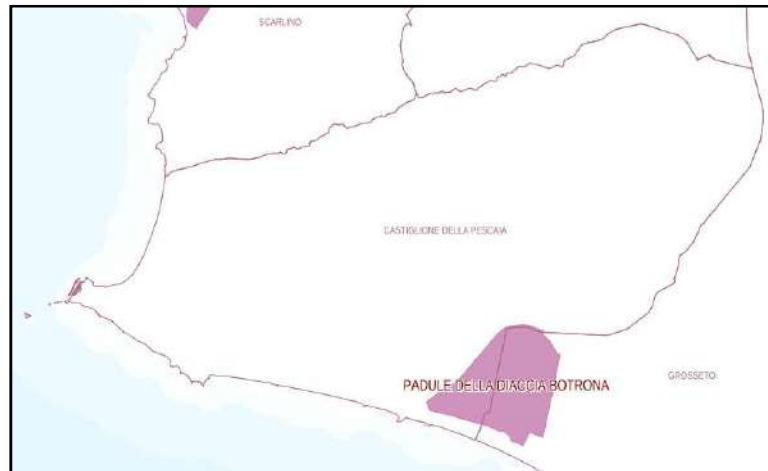 SCARLINO
CASTIGLIONE DELLA PESCAIA
GROSSETO
PADULE DELLA DIACCIA BOTRONA